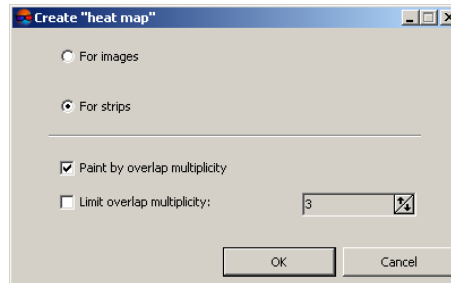 Create "heat map"
For images
For strips
Paint by overlap multiplicity
Limit overlap multiplicity:
3
OK
Cancel